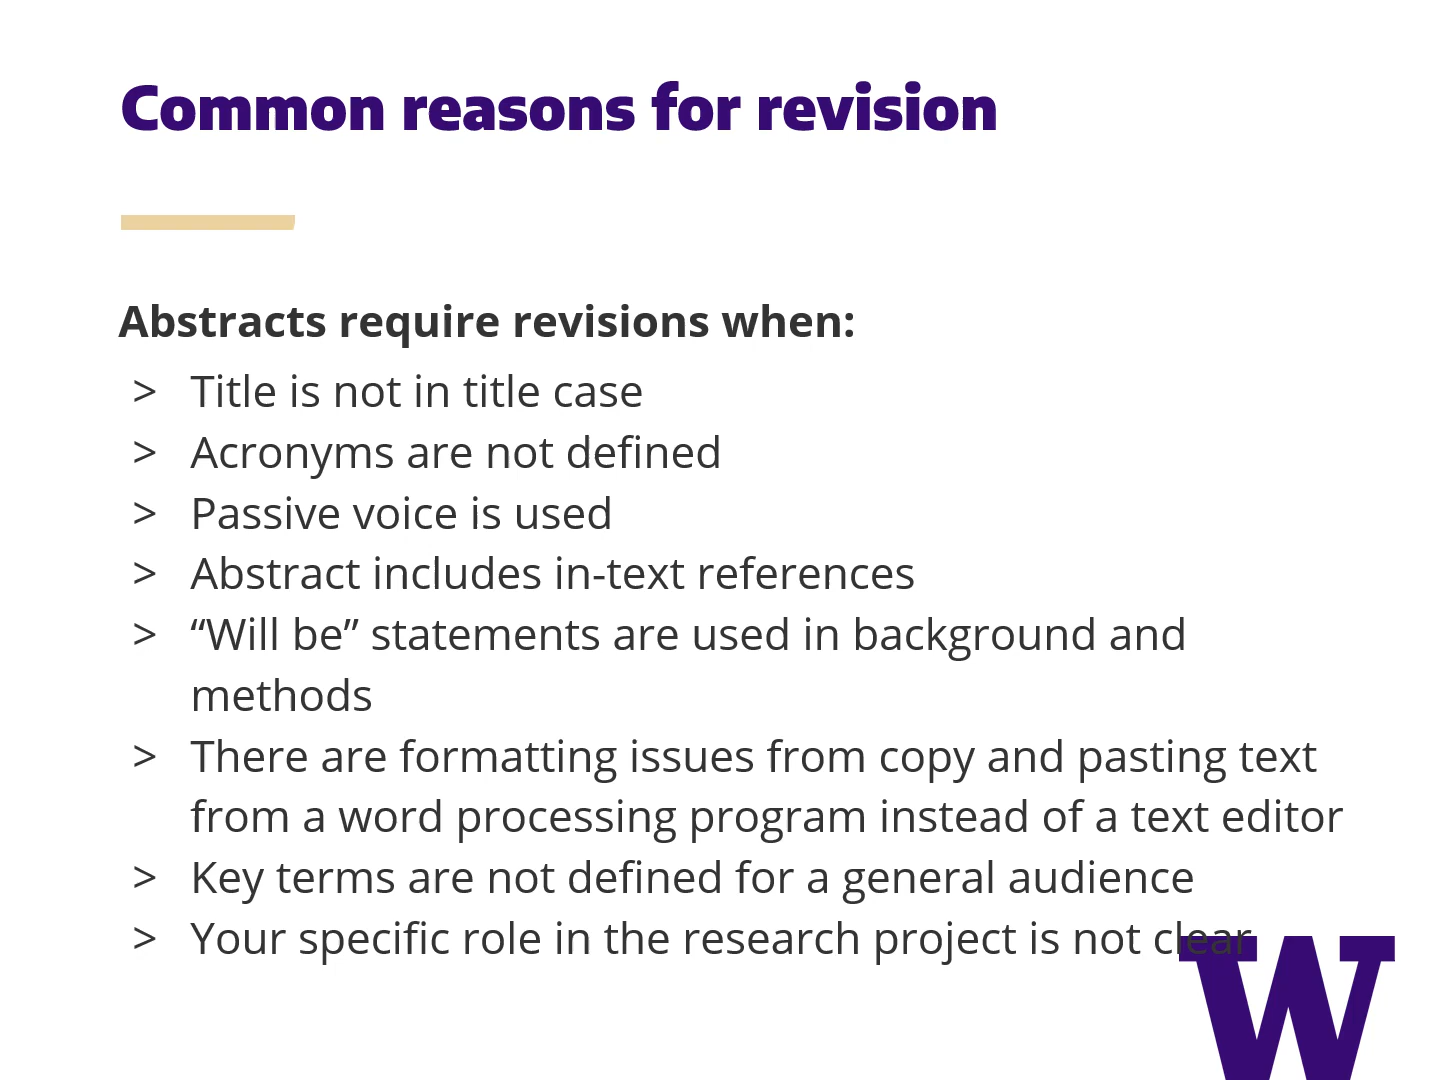 Common reasons for revision
Abstracts require revisions when:
> Title is not in title case
> Acronyms are not defined
> Passive voice is used
> Abstract includes in-text references
> “Will be” statements are used in background and
methods
> There are formatting issues from copy and pasting text
from a word processing program instead of a text editor
> Key terms are not defined for a general audience
> Your specific role in the research project is not clear
W